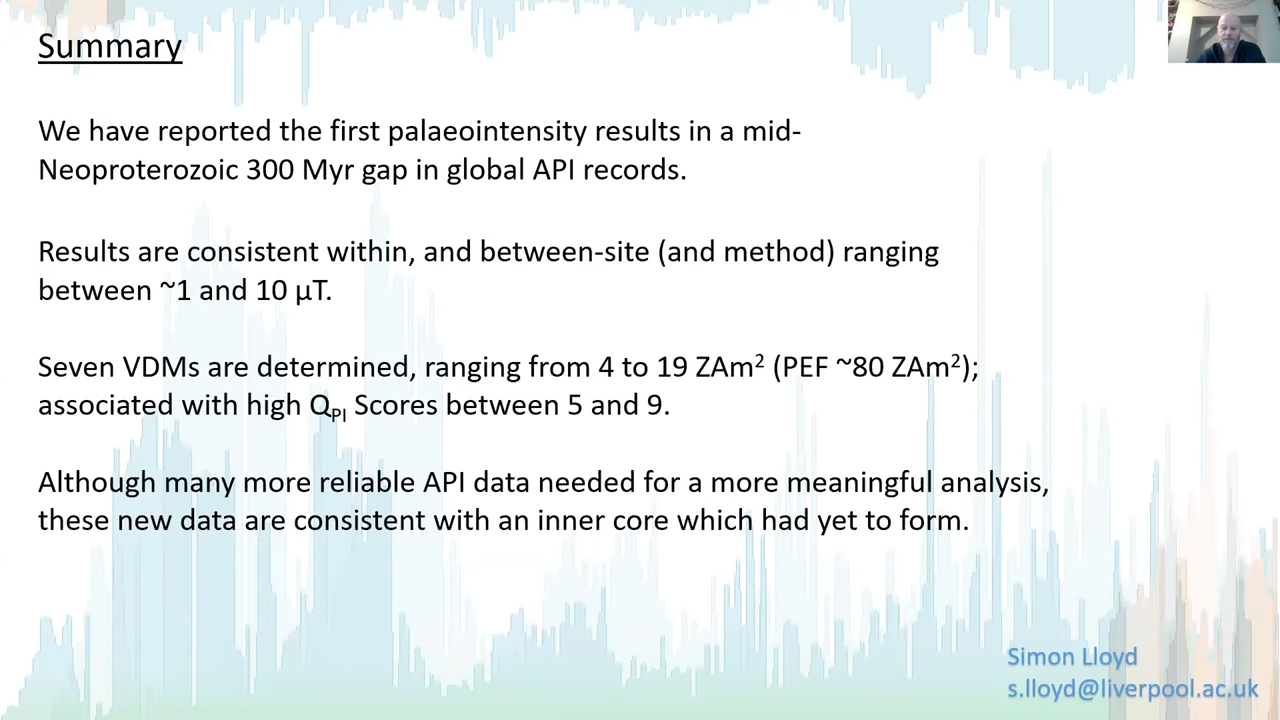 Summary
We have reported the first palaeointensity results in a mid-
Neoproterozoic 300 Myr gap in global API records.
Results are consistent within, and between-site (and method) ranging
between ~1 and 10 µT.
Seven VDMs are determined, ranging from 4 to 19 ZAm² (PEF ~80 ZAm²);
associated with high Q_PI Scores between 5 and 9.
Although many more reliable API data needed for a more meaningful analysis,
these new data are consistent with an inner core which had yet to form.
Simon Lloyd
s.lloyd@liverpool.ac.uk